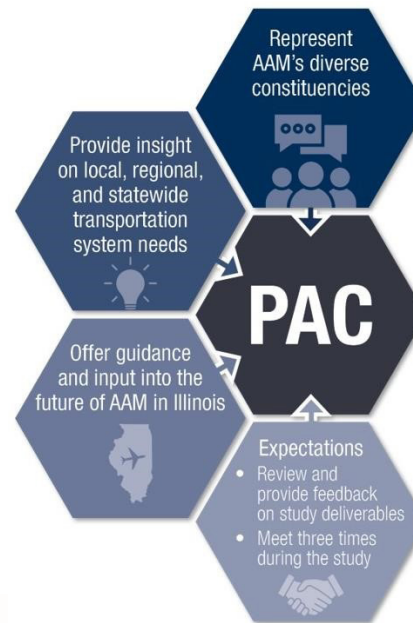 Represent
AAM's diverse
constituencies
Provide insight
on local, regional,
and statewide
transportation
system needs
PAC
Offer guidance
and input into the
future of AAM in Illinois
Expectations
• Review and
provide feedback
on study deliverables
• Meet three times
during the study